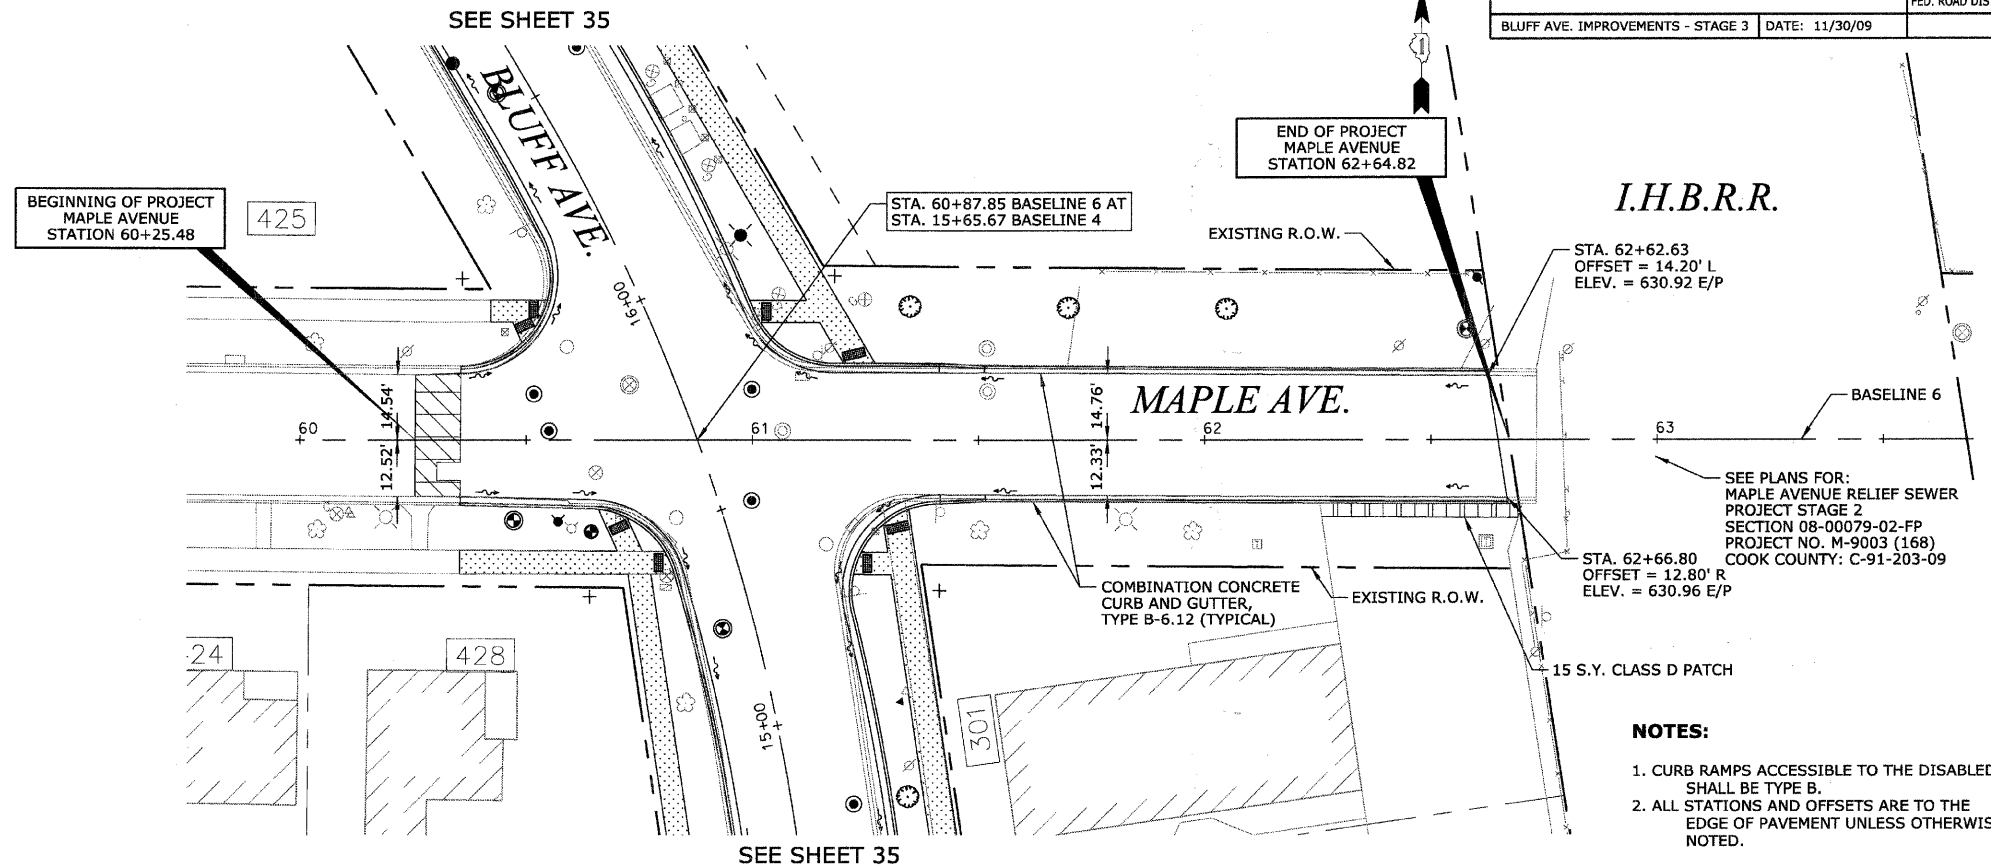 SEE SHEET 35
BLUFF AVE. IMPROVEMENTS - STAGE 3
DATE: 11/30/09
BLUFF AVE.
BEGINNING OF PROJECT
MAPLE AVENUE
STATION 60+25.48
425
STA. 60+87.85 BASELINE 6 AT
STA. 15+65.67 BASELINE 4
END OF PROJECT
MAPLE AVENUE
STATION 62+64.82
I.H.B.R.R.
EXISTING R.O.W.
STA. 62+62.63
OFFSET = 14.20' L
ELEV. = 630.92 E/P
16+00
14.54'
12.52'
60
61
14.76'
12.33'
MAPLE AVE.
62
63
BASELINE 6
SEE PLANS FOR:
MAPLE AVENUE RELIEF SEWER
PROJECT STAGE 2
SECTION 08-00079-02-FP
PROJECT NO. M-9003 (168)
COOK COUNTY: C-91-203-09
STA. 62+66.80
OFFSET = 12.80' R
ELEV. = 630.96 E/P
COMBINATION CONCRETE
CURB AND GUTTER,
TYPE B-6.12 (TYPICAL)
EXISTING R.O.W.
15 S.Y. CLASS D PATCH
24
428
15+00
301
NOTES:
1. CURB RAMPS ACCESSIBLE TO THE DISABLED
SHALL BE TYPE B.
2. ALL STATIONS AND OFFSETS ARE TO THE
EDGE OF PAVEMENT UNLESS OTHERWIS
NOTED.
SEE SHEET 35